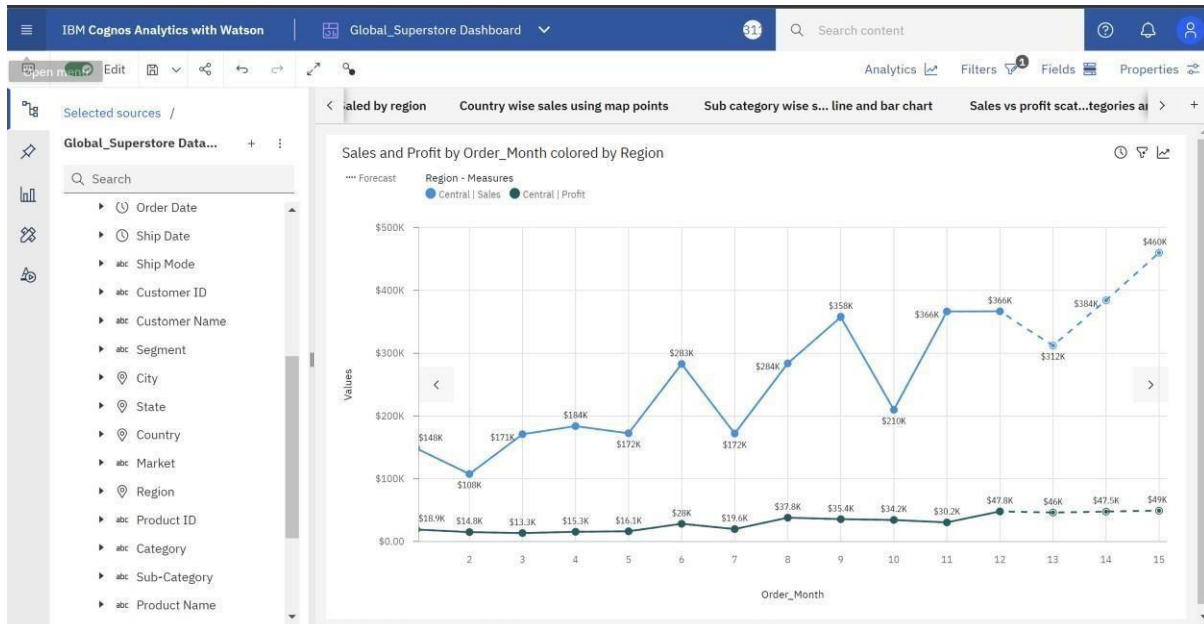 IBM Cognos Analytics with Watson
Global_Superstore Dashboard
Search content
Open menu
Edit
Analytics
Filters
1
Fields
Properties
Selected sources /
Global_Superstore Data...
Search
Order Date
Ship Date
abc Ship Mode
abc Customer ID
abc Customer Name
abc Segment
City
State
Country
abc Market
Region
abc Product ID
abc Category
abc Sub-Category
abc Product Name
by region
Country wise sales using map points
Sub category wise s... line and bar chart
Sales vs profit scat...tegories
Sales and Profit by Order_Month colored by Region
Forecast
Region - Measures
Central | Sales
Central | Profit
Values
$500K
$400K
$300K
$200K
$100K
$0.00
$148K
$108K
$171K
$184K
$172K
$283K
$172K
$284K
$358K
$210K
$366K
$366K
$312K
$384K
$460K
$18.9K
$14.8K
$13.3K
$15.3K
$16.1K
$28K
$19.6K
$37.8K
$35.4K
$34.2K
$30.2K
$47.8K
$46K
$47.5K
$49K
2 3 4 5 6 7 8 9 10 11 12 13 14 15
Order_Month